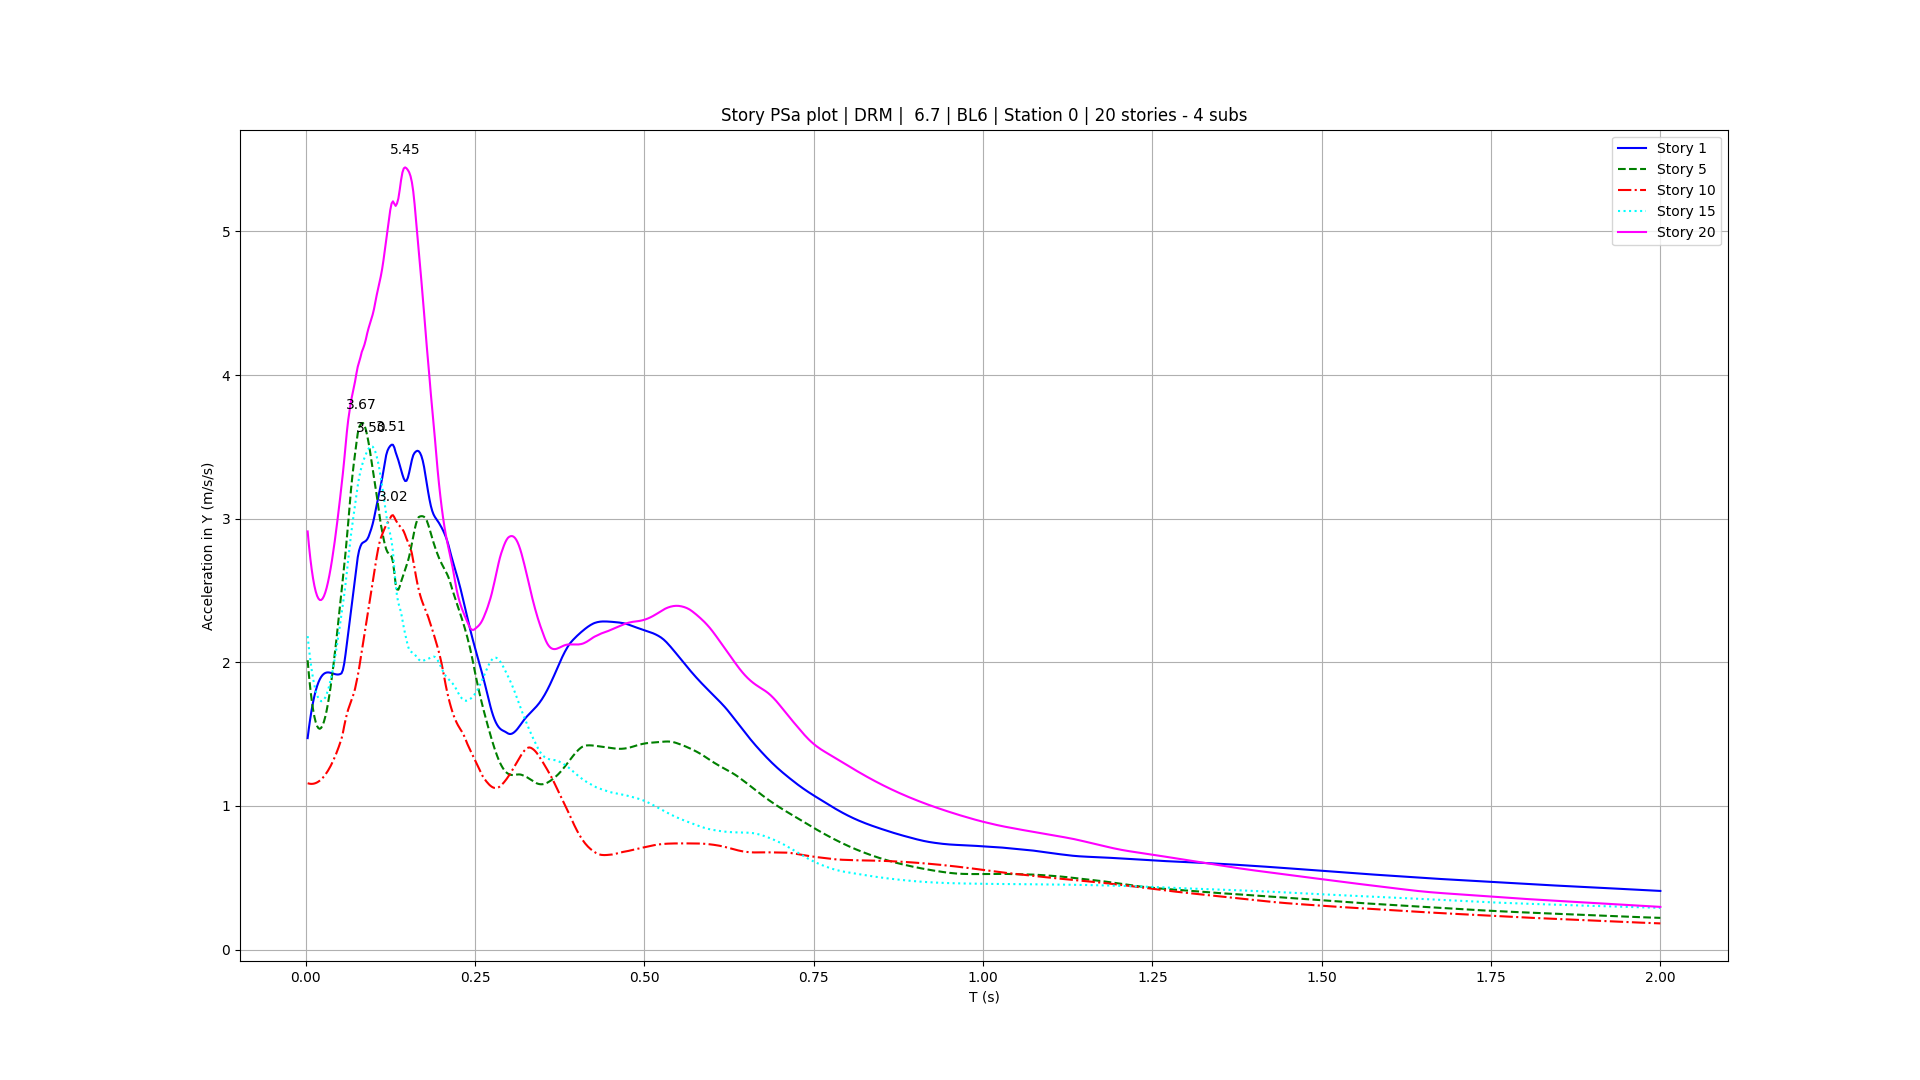 Story PSa plot | DRM |  6.7 | BL6 | Station 0 | 20 stories - 4 subs
5.45
3.67
3.50
3.51
3.02
Story 1
Story 5
Story 10
Story 15
Story 20
Acceleration in Y (m/s/s)
5
4
3
2
1
0
0.00 0.25 0.50 0.75 1.00 1.25 1.50 1.75 2.00
T (s)